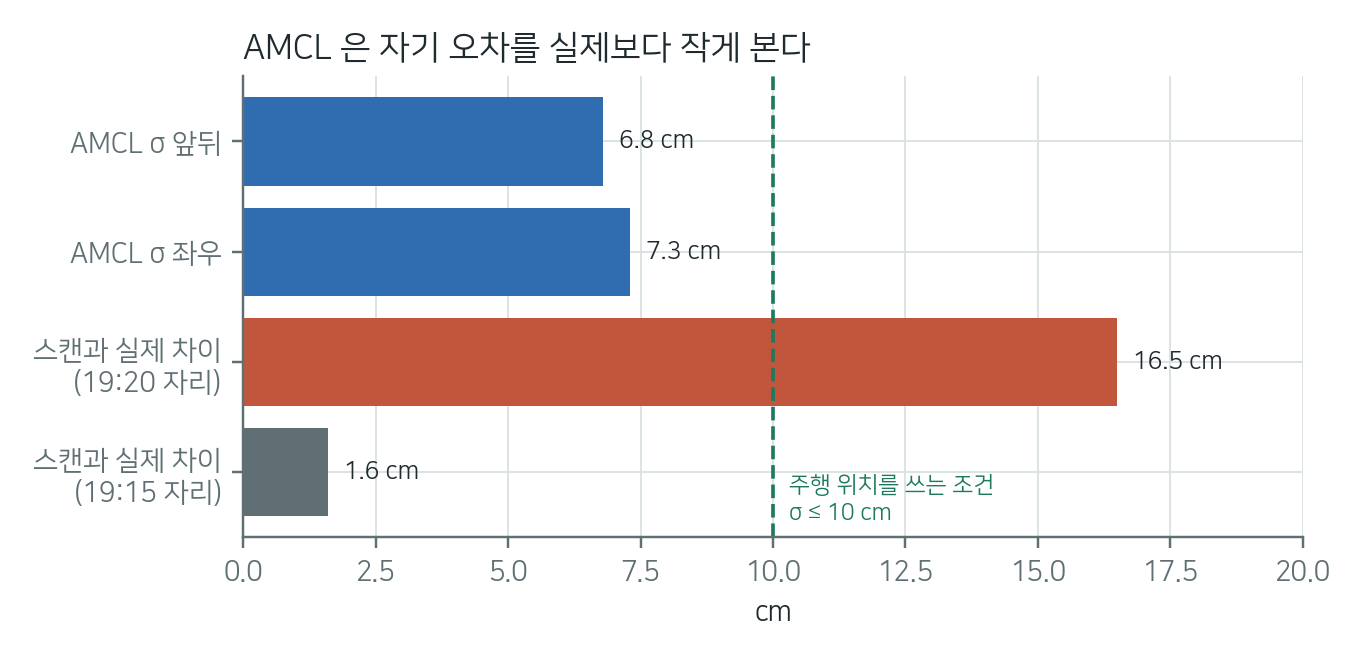 AMCL 은 자기 오차를 실제보다 작게 본다
AMCL σ 앞뒤
6.8 cm
AMCL σ 좌우
7.3 cm
스캔과 실제 차이
(19:20 자리)
16.5 cm
스캔과 실제 차이
(19:15 자리)
1.6 cm
주행 위치를 쓰는 조건
σ ≤ 10 cm
0.0 2.5 5.0 7.5 10.0 12.5 15.0 17.5 20.0
cm